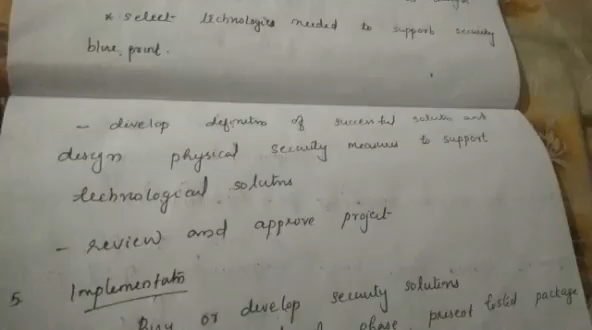 * select technologies needed to support security
blue print.
- develop definition of successful solution and
design physical security measures to support
technological solutions
- review and approve project
5. Implementation
Buy or develop security solutions
phase, present tested package